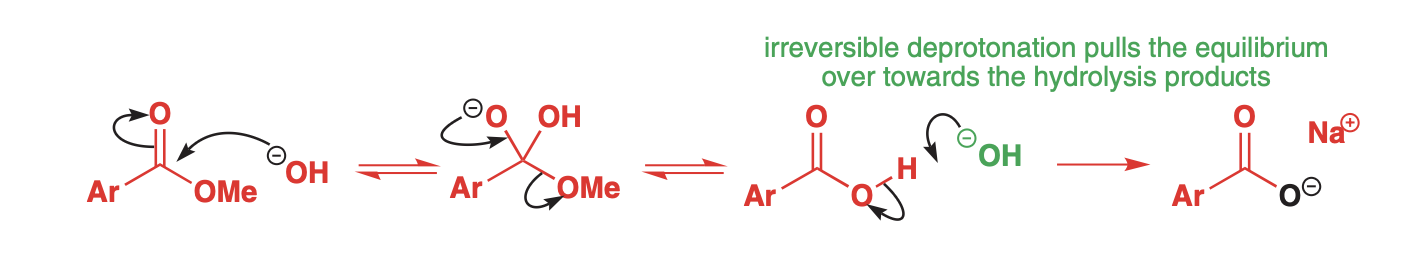 irreversible deprotonation pulls the equilibrium
over towards the hydrolysis products
O
Ar
OMe
⊖OH
⊖O
OH
Ar
OMe
O
Ar
O
H
⊖OH
O
Ar
O⊖
Na⊕